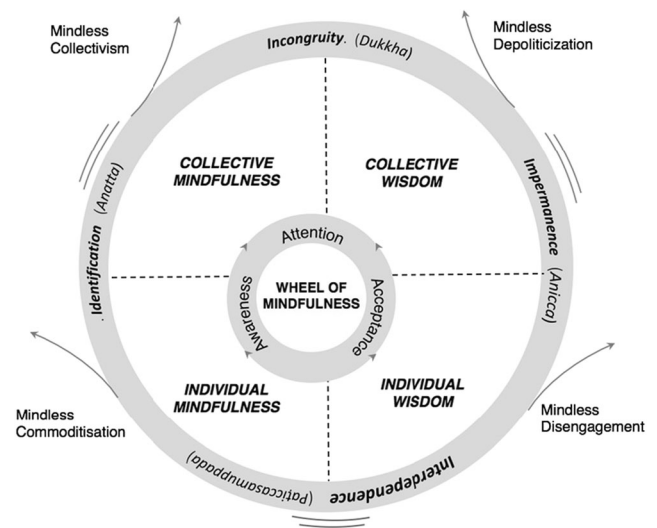 Mindless
Collectivism
Mindless
Depoliticization
Incongruity. (Dukkha)
COLLECTIVE
MINDFULNESS
COLLECTIVE
WISDOM
. Identification (Anatta)
Impermanence (Anicca)
Attention
Awareness
Acceptance
WHEEL OF
MINDFULNESS
INDIVIDUAL
MINDFULNESS
INDIVIDUAL
WISDOM
Mindless
Commoditisation
Mindless
Disengagement
Interdependence (Paticcasamuppada)